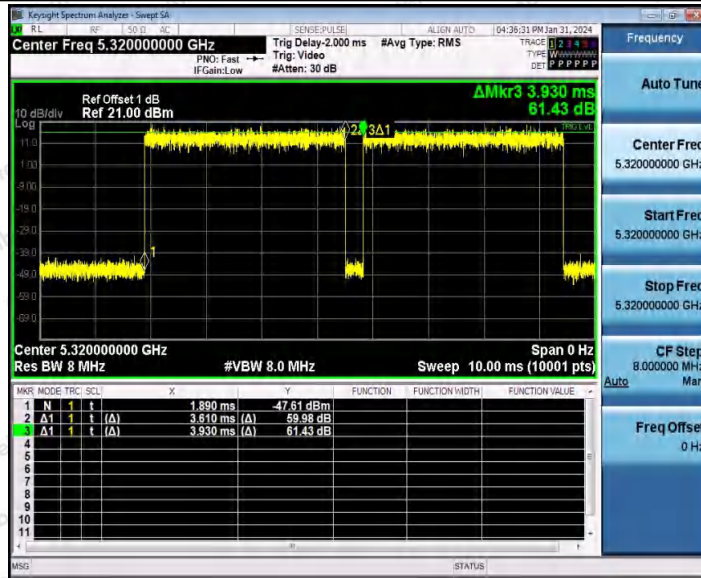 Keysight Spectrum Analyzer - Swept SA
RL RF 50 Ω AC SENSE:PULSE ALIGN AUTO 04:36:31 PM Jan 31, 2024
Center Freq 5.320000000 GHz
PNO: Fast
IFGain:Low
Trig Delay-2.000 ms
Trig: Video
#Atten: 30 dB
#Avg Type: RMS
TRACE 1 2 3 4 5 6
TYPE WWWWWW
DET P P P P P P
Frequency
ΔMkr3 3.930 ms
61.43 dB
Ref Offset 1 dB
10 dB/div Ref 21.00 dBm
Log
TRIG LVL
2Δ1 3Δ1
1
11.0
1.00
-9.00
-19.0
-29.0
-39.0
-49.0
-59.0
-69.0
Center 5.320000000 GHz Span 0 Hz
Res BW 8 MHz #VBW 8.0 MHz Sweep 10.00 ms (10001 pts)
MKR MODE TRC SCL X Y FUNCTION FUNCTION WIDTH FUNCTION VALUE
1 N 1 t 1.890 ms -47.61 dBm
2 Δ1 1 t (Δ) 3.610 ms (Δ) 59.98 dB
3 Δ1 1 t (Δ) 3.930 ms (Δ) 61.43 dB
4
5
6
7
8
9
10
11
MSG STATUS
Auto Tune
Center Freq
5.320000000 GHz
Start Freq
5.320000000 GHz
Stop Freq
5.320000000 GHz
CF Step
8.000000 MHz
Auto Man
Freq Offset
0 Hz